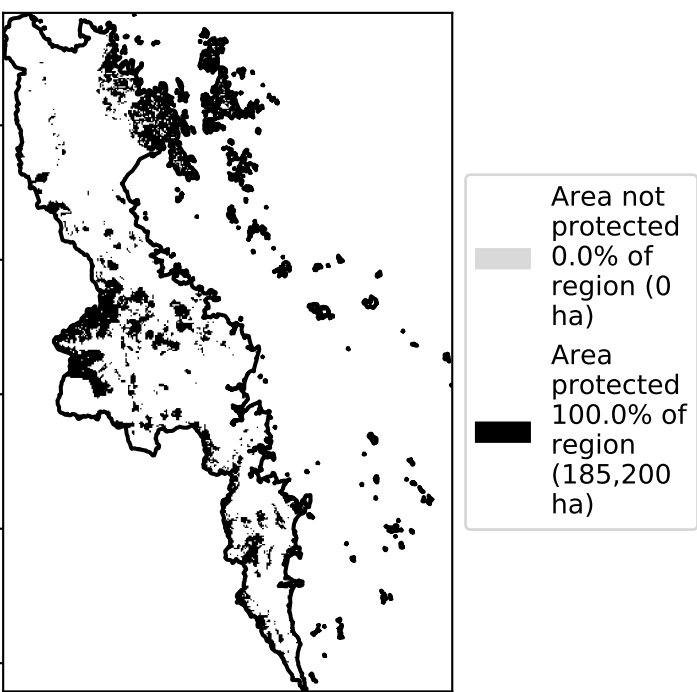 Area not
protected
0.0% of
region (0
ha)
Area
protected
100.0% of
region
(185,200
ha)